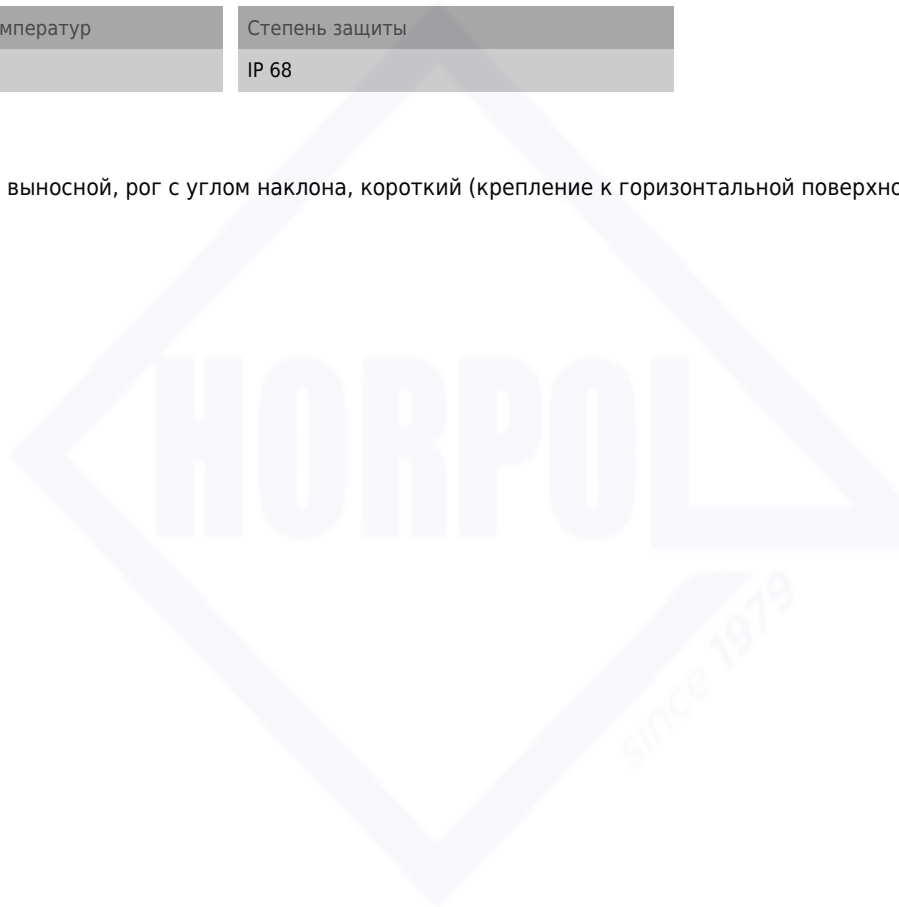 мператур Степень защиты
IP 68
выносной, рог с углом наклона, короткий (крепление к горизонтальной поверхно
HORPOL
since 1979